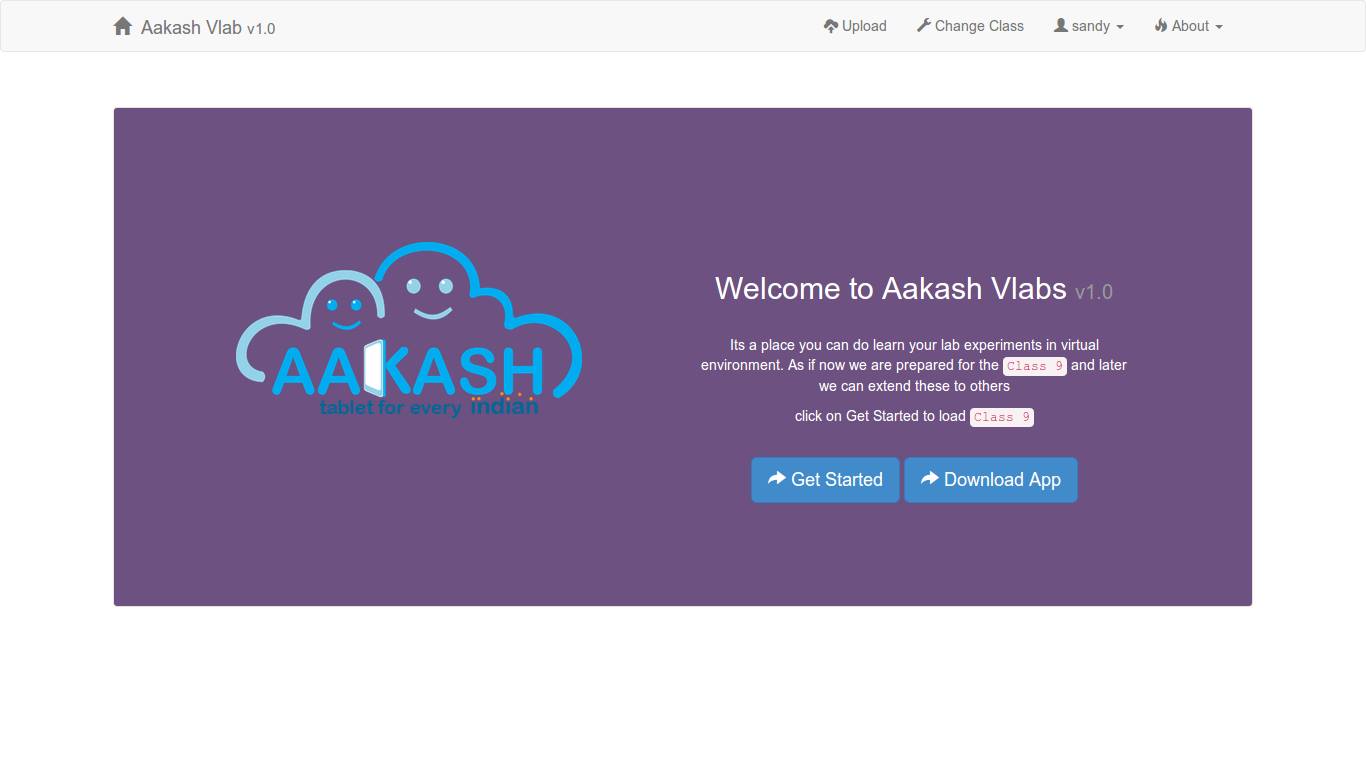 Aakash Vlab v1.0
Upload
Change Class
sandy
About
AAKASH
tablet for every indian
Welcome to Aakash Vlabs v1.0
Its a place you can do learn your lab experiments in virtual
environment. As if now we are prepared for the Class 9 and later
we can extend these to others
click on Get Started to load Class 9
Get Started
Download App